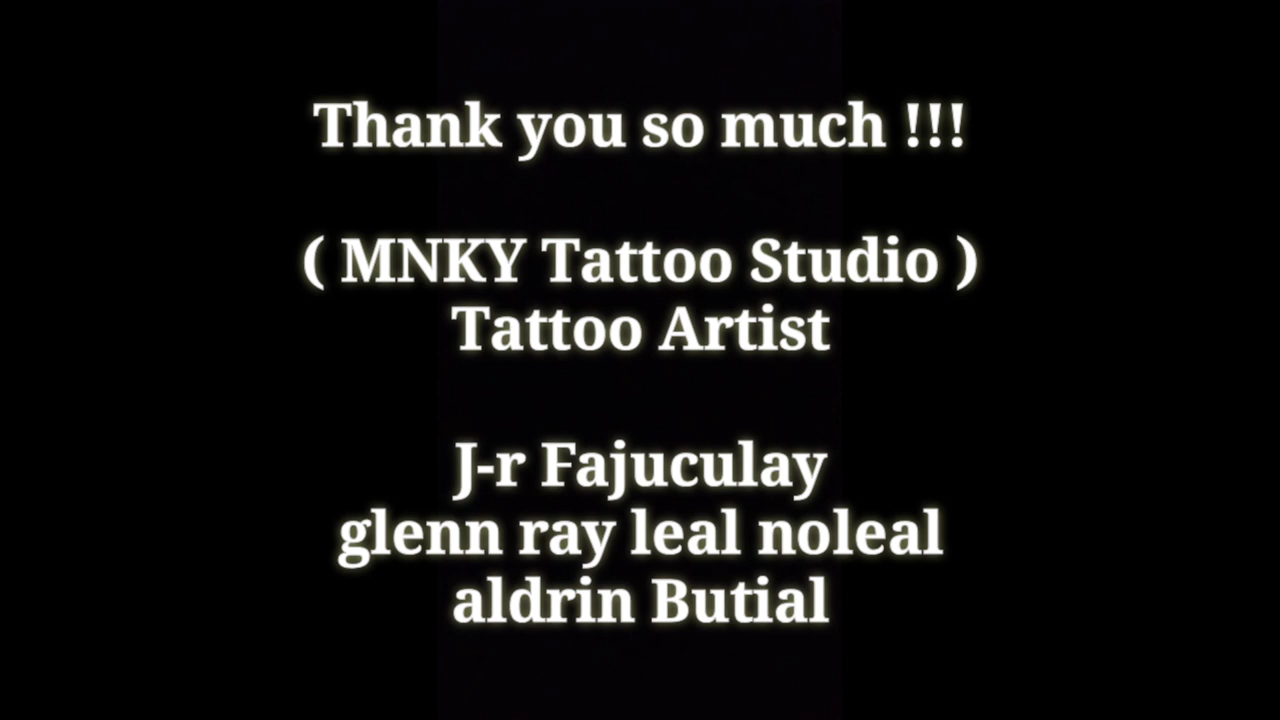 Thank you so much !!!
( MNKY Tattoo Studio )
Tattoo Artist
J-r Fajuculay
glenn ray leal noleal
aldrin Butial